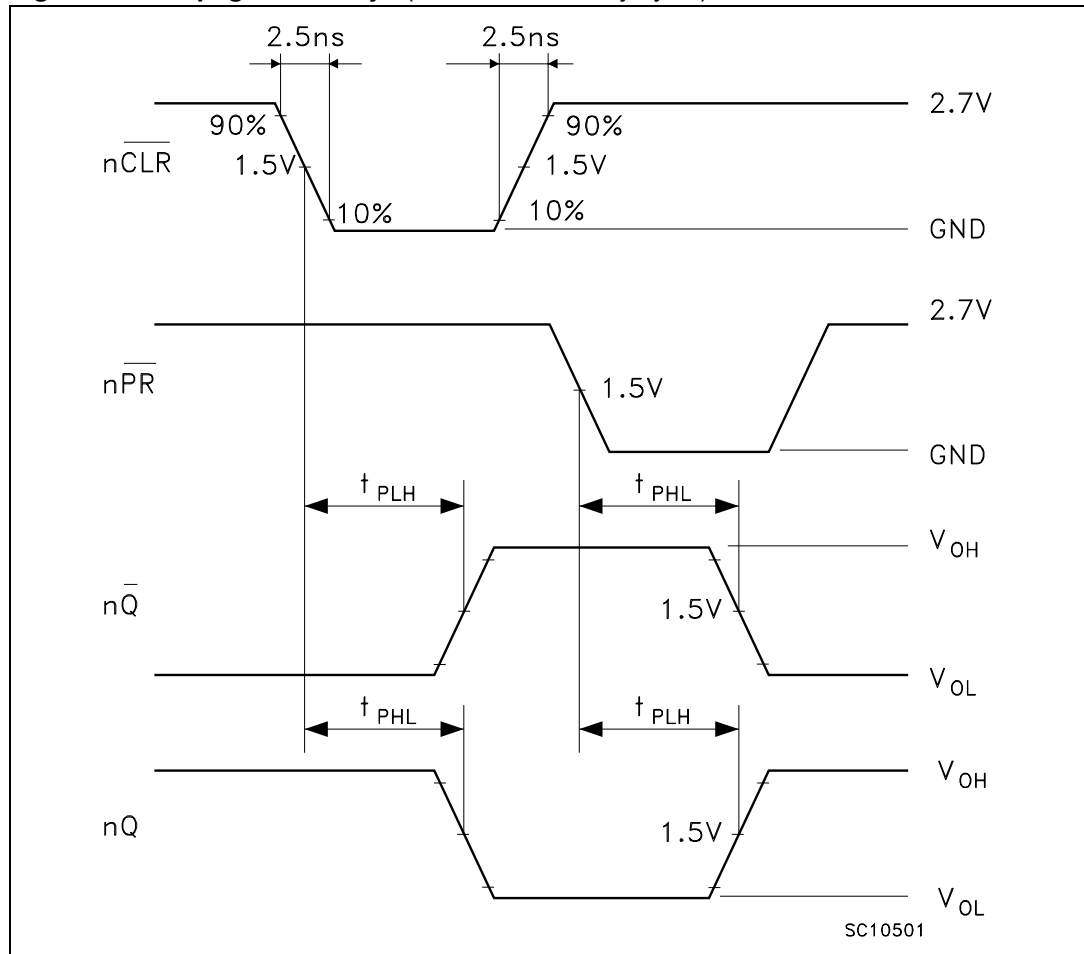 2.5ns 2.5ns
2.7V
90% 90%
nCLR
1.5V 1.5V
10% 10%
GND
2.7V
nPR
1.5V
GND
t PLH t PHL
V OH
nQ
1.5V
V OL
t PHL t PLH
V OH
nQ
1.5V
V OL
SC10501